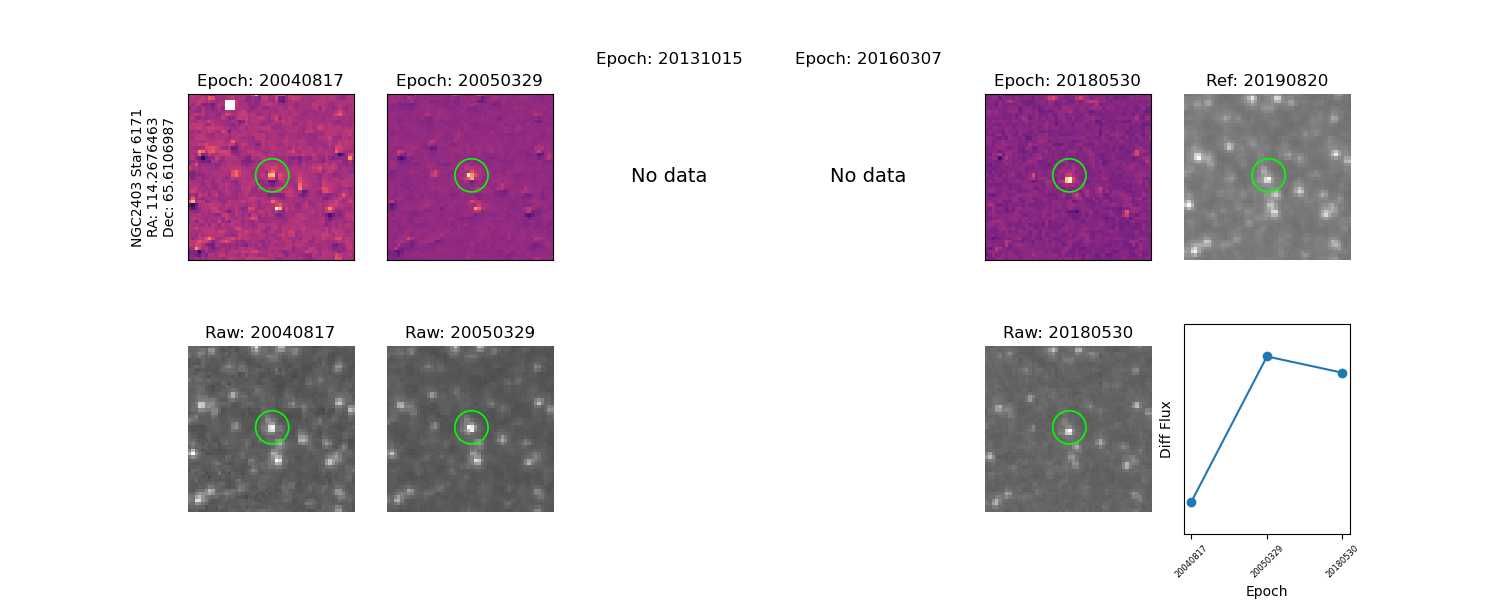 Epoch: 20131015
Epoch: 20160307
Epoch: 20040817
Epoch: 20050329
Epoch: 20180530
Ref: 20190820
NGC2403 Star 6171
RA: 114.2676463
Dec: 65.6106987
No data
No data
Raw: 20040817
Raw: 20050329
Raw: 20180530
Diff Flux
20040817
20050329
20180530
Epoch